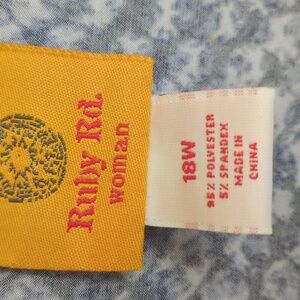 Ruby Rd.
woman
18W
95% POLYESTER
5% SPANDEX
MADE IN
CHINA